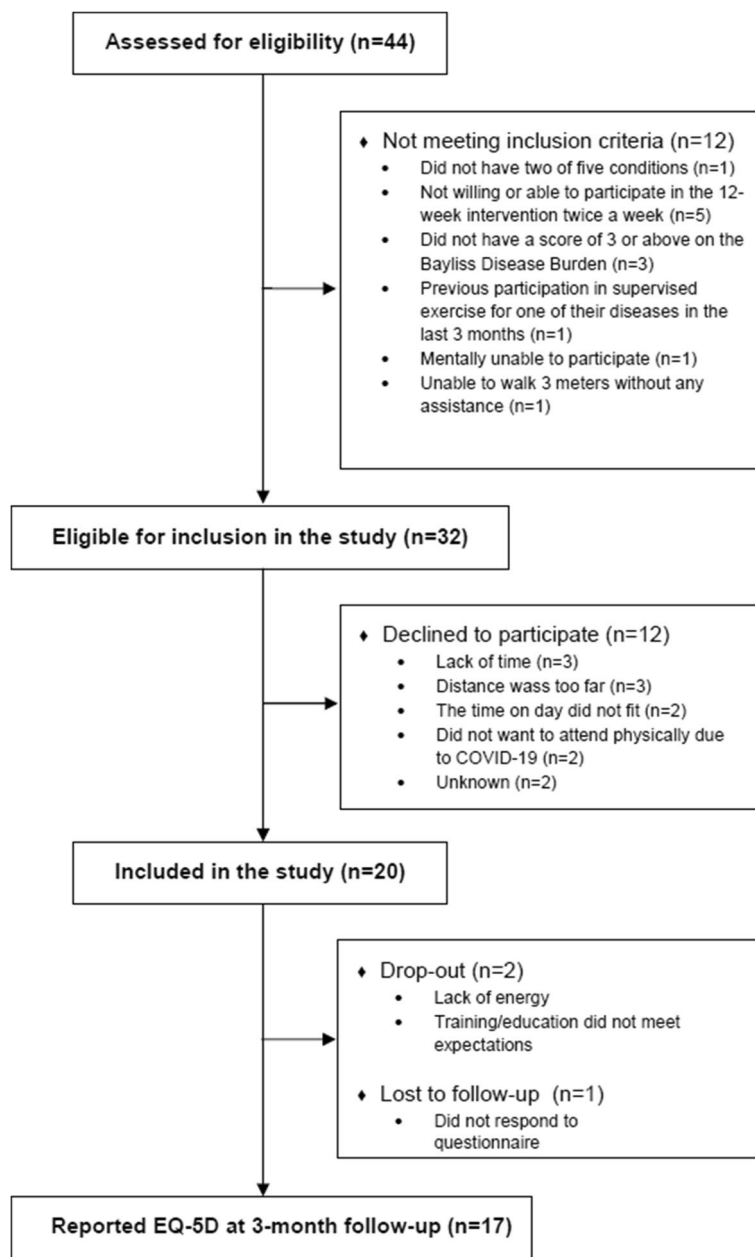 Assessed for eligibility (n=44)
♦ Not meeting inclusion criteria (n=12)
• Did not have two of five conditions (n=1)
• Not willing or able to participate in the 12-
week intervention twice a week (n=5)
• Did not have a score of 3 or above on the
Bayliss Disease Burden (n=3)
• Previous participation in supervised
exercise for one of their diseases in the
last 3 months (n=1)
• Mentally unable to participate (n=1)
• Unable to walk 3 meters without any
assistance (n=1)
Eligible for inclusion in the study (n=32)
♦ Declined to participate (n=12)
• Lack of time (n=3)
• Distance wass too far (n=3)
• The time on day did not fit (n=2)
• Did not want to attend physically due
to COVID-19 (n=2)
• Unknown (n=2)
Included in the study (n=20)
♦ Drop-out (n=2)
• Lack of energy
• Training/education did not meet
expectations
♦ Lost to follow-up (n=1)
• Did not respond to
questionnaire
Reported EQ-5D at 3-month follow-up (n=17)